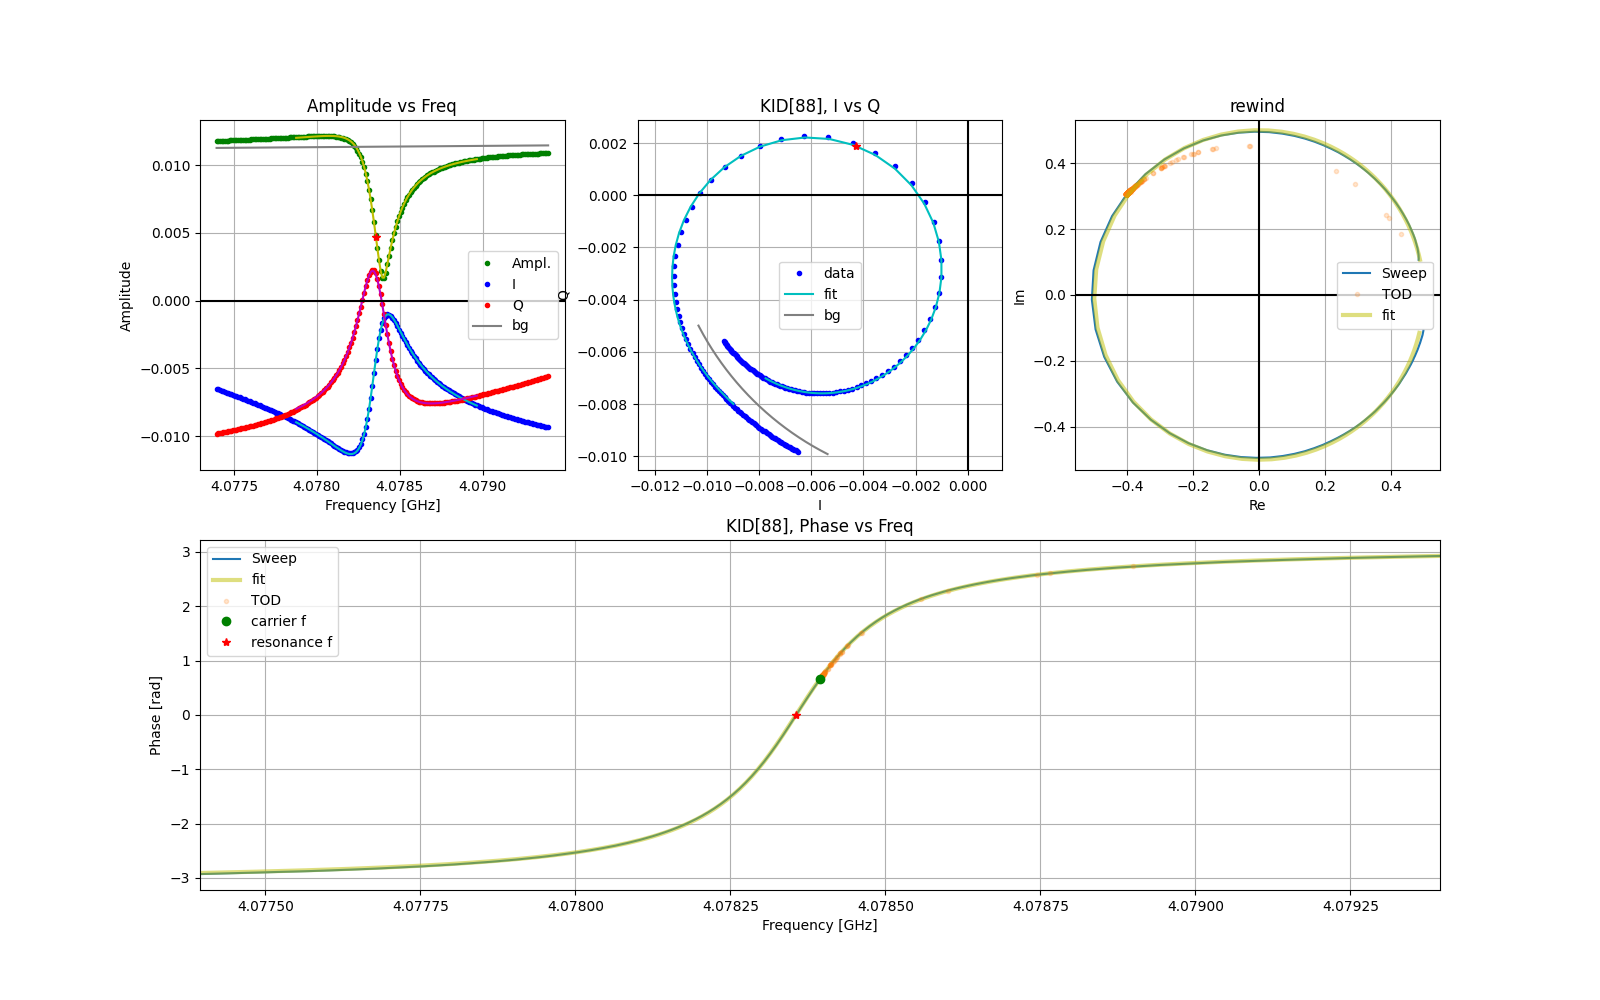 Amplitude vs Freq
Amplitude
0.010
0.005
0.000
−0.005
−0.010
Ampl.
I
Q
bg
4.0775 4.0780 4.0785 4.0790
Frequency [GHz]
KID[88], I vs Q
Q
0.002
0.000
−0.002
−0.004
−0.006
−0.008
−0.010
data
fit
bg
−0.012 −0.010 −0.008 −0.006 −0.004 −0.002 0.000
I
rewind
Im
0.4
0.2
0.0
−0.2
−0.4
Sweep
TOD
fit
−0.4 −0.2 0.0 0.2 0.4
Re
KID[88], Phase vs Freq
Phase [rad]
3
2
1
0
−1
−2
−3
Sweep
fit
TOD
carrier f
resonance f
4.07750 4.07775 4.07800 4.07825 4.07850 4.07875 4.07900 4.07925
Frequency [GHz]